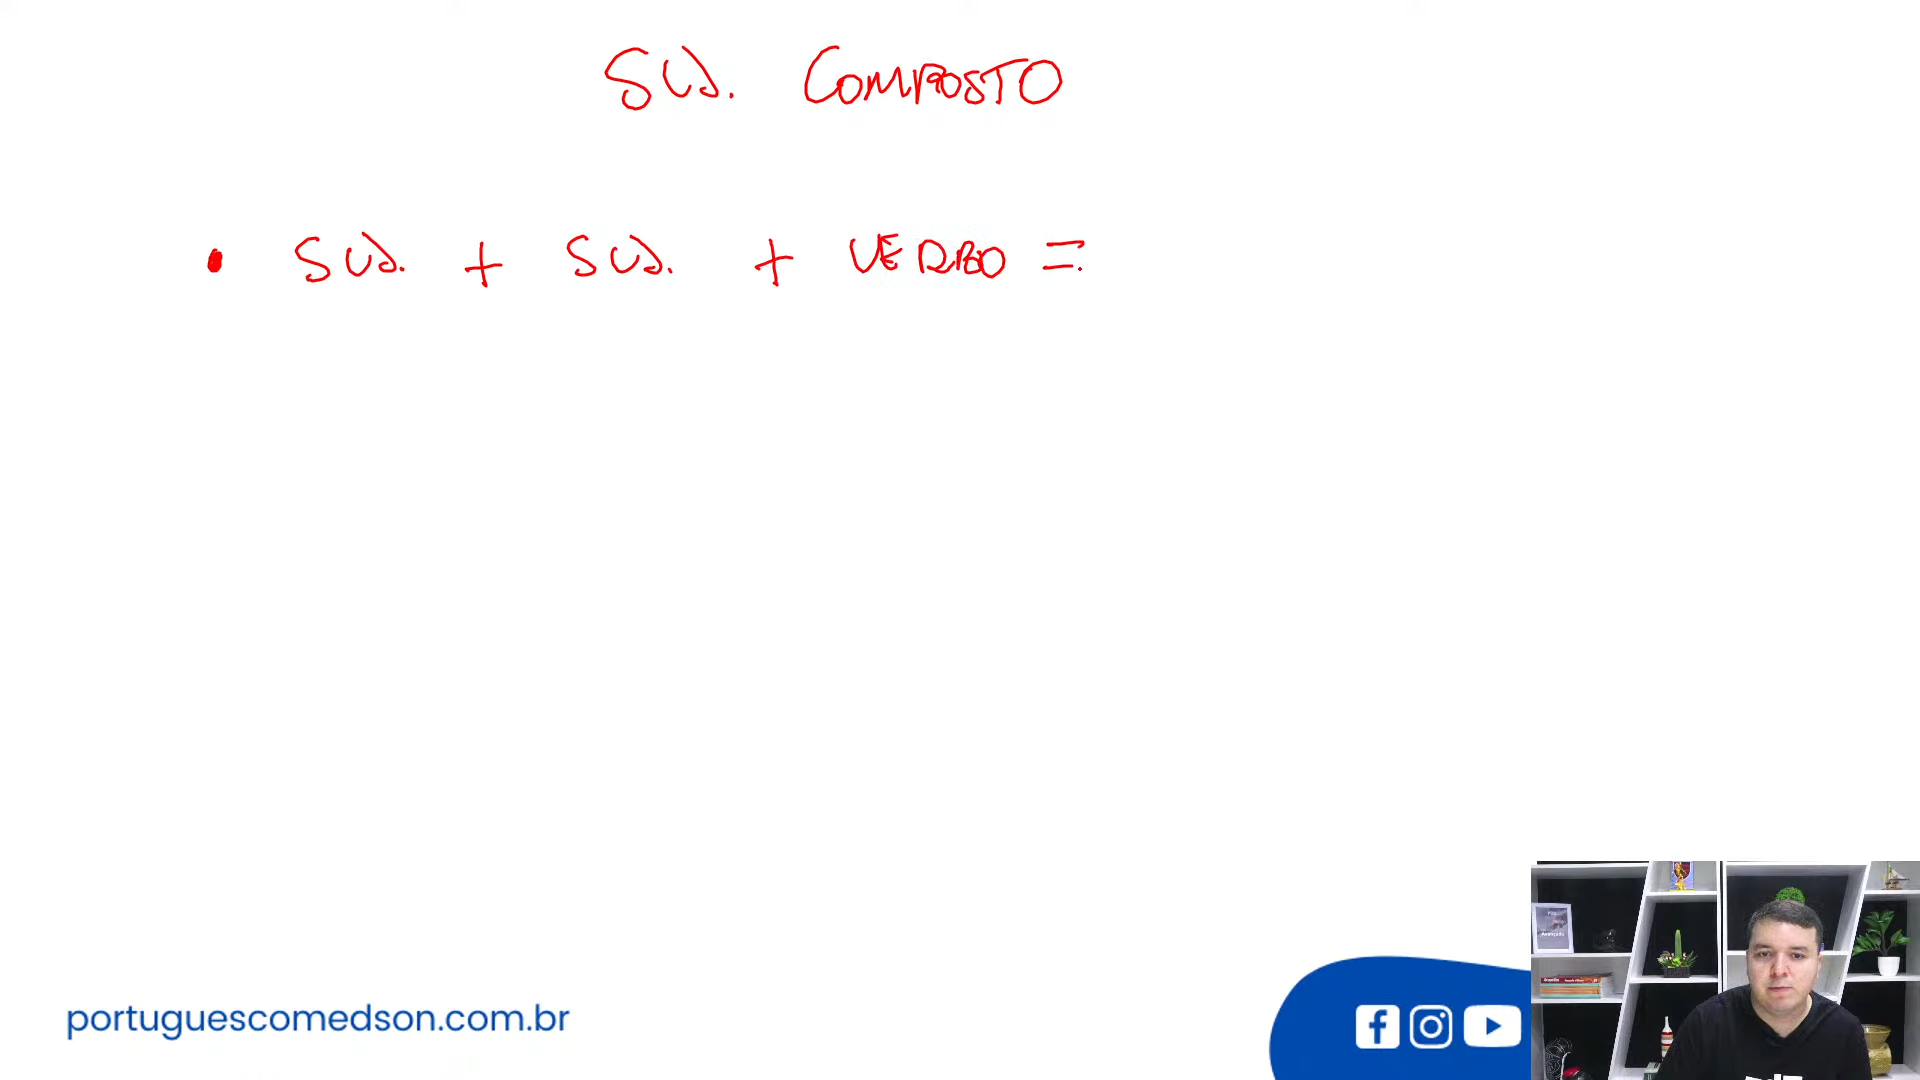 SUJ. COMPOSTO
• SUJ. + SUJ. + VERBO =
portuguescomedson.com.br